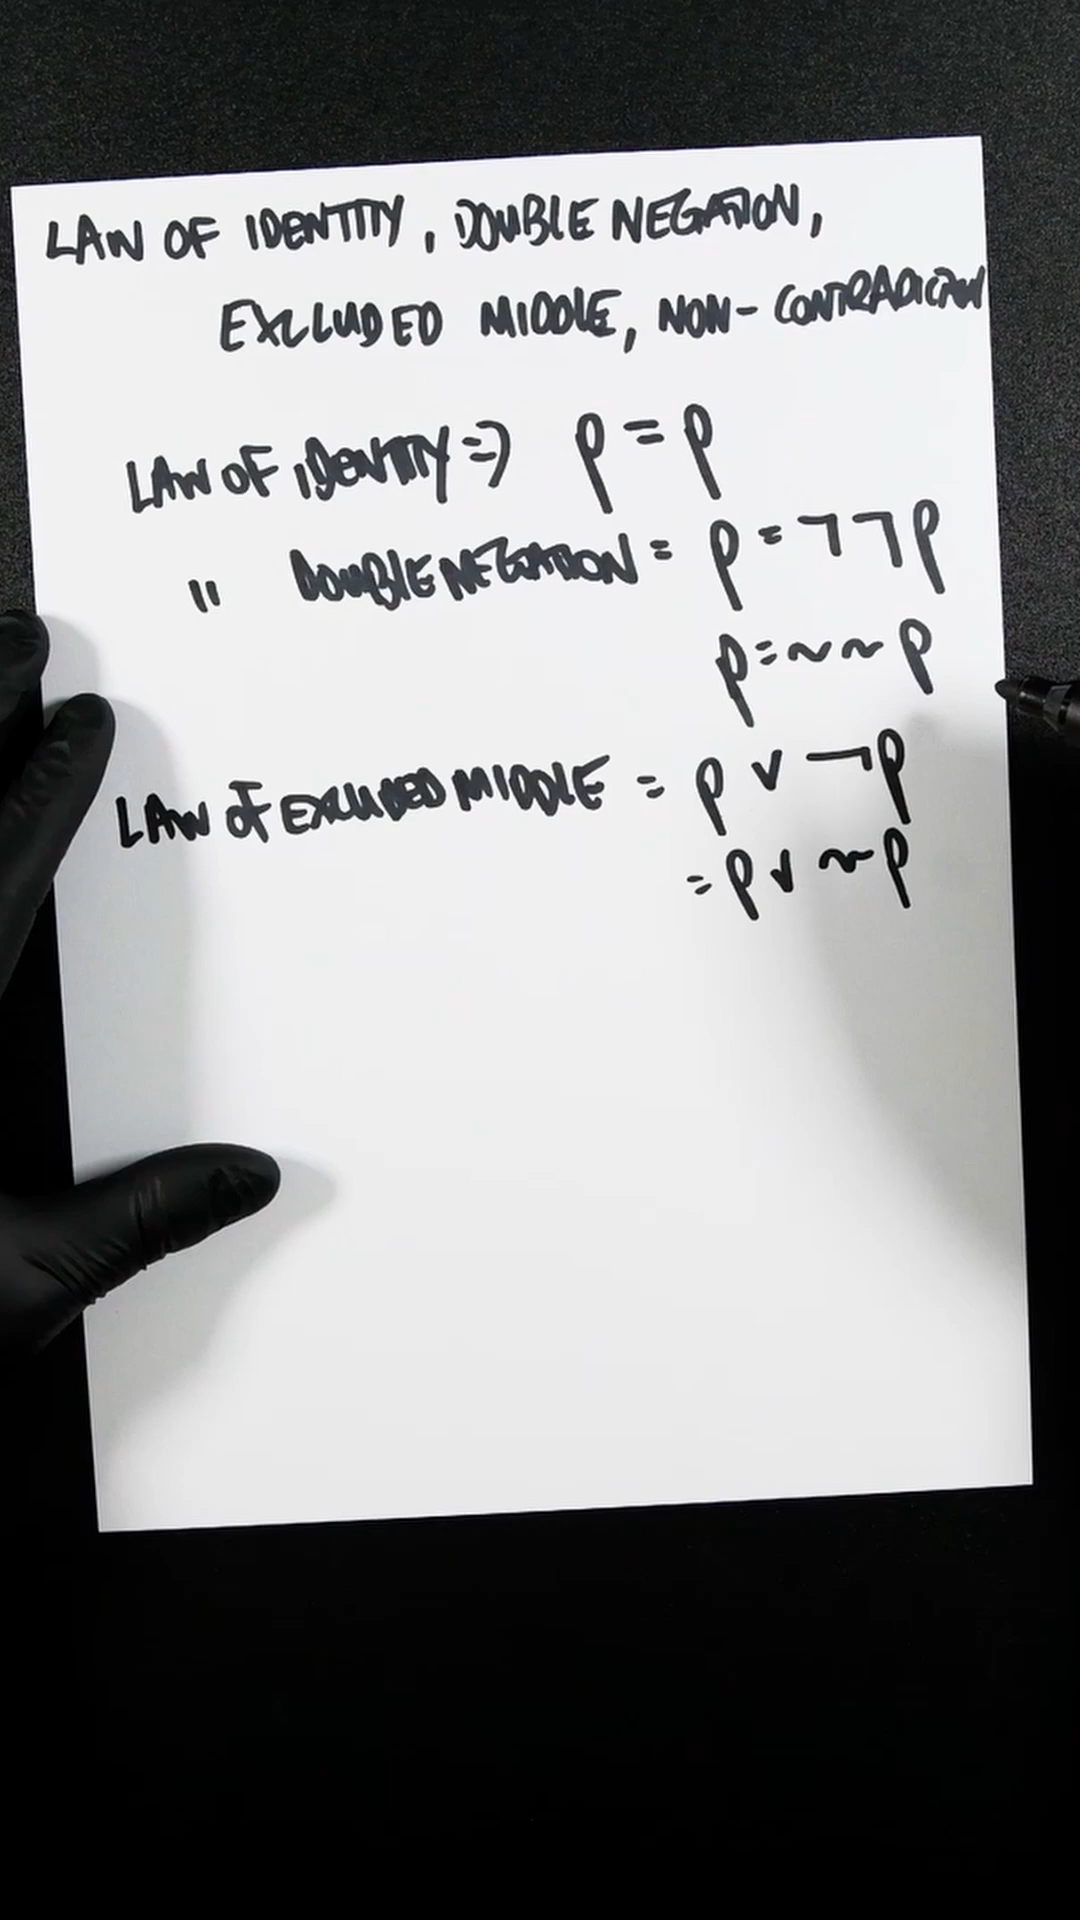 LAW OF IDENTITY, DOUBLE NEGATION,
EXCLUDED MIDDLE, NON-CONTRADICTION
LAW OF IDENTITY => p = p
" DOUBLE NEGATION = p = ¬¬p
p = ~~p
LAW OF EXCLUDED MIDDLE = p ∨ ¬p
= p ∨ ~p